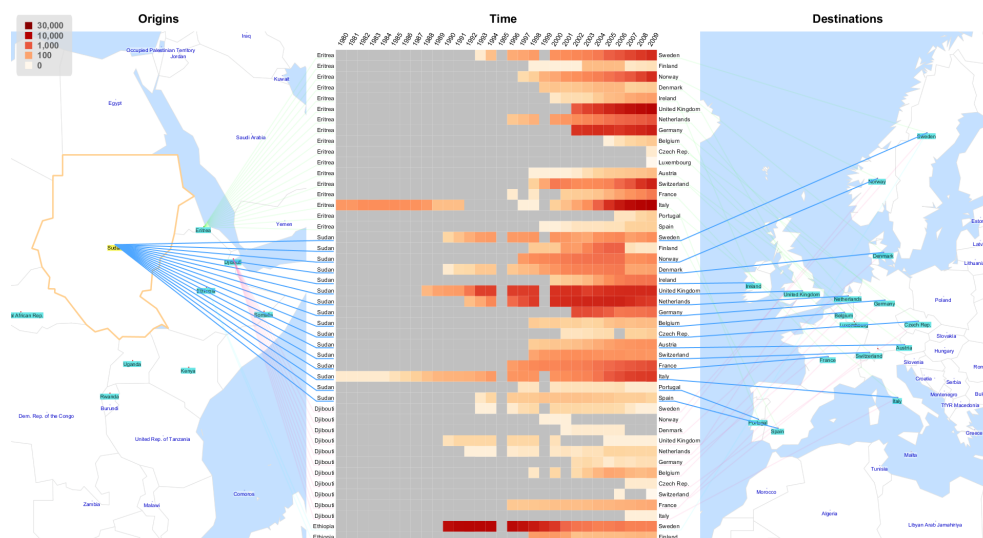 Origins
Time
Destinations
30,000
10,000
1,000
100
0
1980 1981 1982 1983 1984 1985 1986 1987 1988 1989 1990 1991 1992 1993 1994 1995 1996 1997 1998 1999 2000 2001 2002 2003 2004 2005 2006 2007 2008 2009
Iraq
Occupied Palestinian Territory
Jordan
Kuwait
Egypt
Saudi Arabia
Yemen
Eritrea
Sudan
Djibouti
Ethiopia
Somalia
Uganda
Kenya
Rwanda
Burundi
Dem. Rep. of the Congo
United Rep. of Tanzania
Comoros
Zambia
Malawi
African Rep.
Eritrea Sweden
Eritrea Finland
Eritrea Norway
Eritrea Denmark
Eritrea Ireland
Eritrea United Kingdom
Eritrea Netherlands
Eritrea Germany
Eritrea Belgium
Eritrea Czech Rep.
Eritrea Luxembourg
Eritrea Austria
Eritrea Switzerland
Eritrea France
Eritrea Italy
Eritrea Portugal
Eritrea Spain
Sudan Sweden
Sudan Finland
Sudan Norway
Sudan Denmark
Sudan Ireland
Sudan United Kingdom
Sudan Netherlands
Sudan Germany
Sudan Belgium
Sudan Czech Rep.
Sudan Austria
Sudan Switzerland
Sudan France
Sudan Italy
Sudan Portugal
Sudan Spain
Djibouti Sweden
Djibouti Norway
Djibouti Denmark
Djibouti United Kingdom
Djibouti Netherlands
Djibouti Germany
Djibouti Belgium
Djibouti Czech Rep.
Djibouti Switzerland
Djibouti France
Djibouti Italy
Ethiopia Sweden
Ethiopia Finland
Sweden
Norway
Denmark
Ireland
United Kingdom
Netherlands
Germany
Poland
Belgium
Luxembourg
Czech Rep.
Slovakia
Austria
Hungary
France
Switzerland
Slovenia
Croatia
Serbia
Montenegro
TFYR Macedonia
Italy
Portugal
Spain
Greece
Malta
Tunisia
Morocco
Algeria
Libyan Arab Jamahiriya
Lithuania